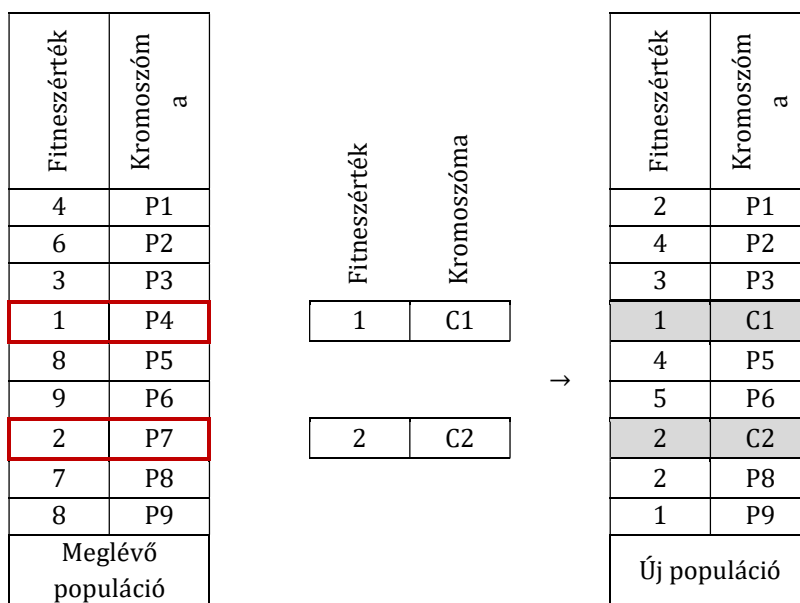 Fitneszérték Kromoszóm
a
4 P1
6 P2
3 P3
1 P4
8 P5
9 P6
2 P7
7 P8
8 P9
Meglévő
populáció
Fitneszérték Kromoszóma
1 C1
2 C2
→
Fitneszérték Kromoszóm
a
2 P1
4 P2
3 P3
1 C1
4 P5
5 P6
2 C2
2 P8
1 P9
Új populáció